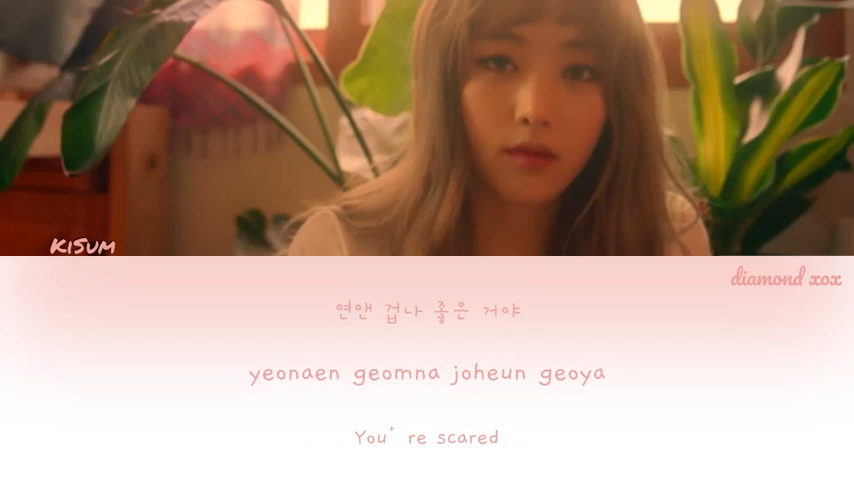 KISUM
diamond xox
연앤 겁나 좋은 거야
yeonaen geomna joheun geoya
You're scared